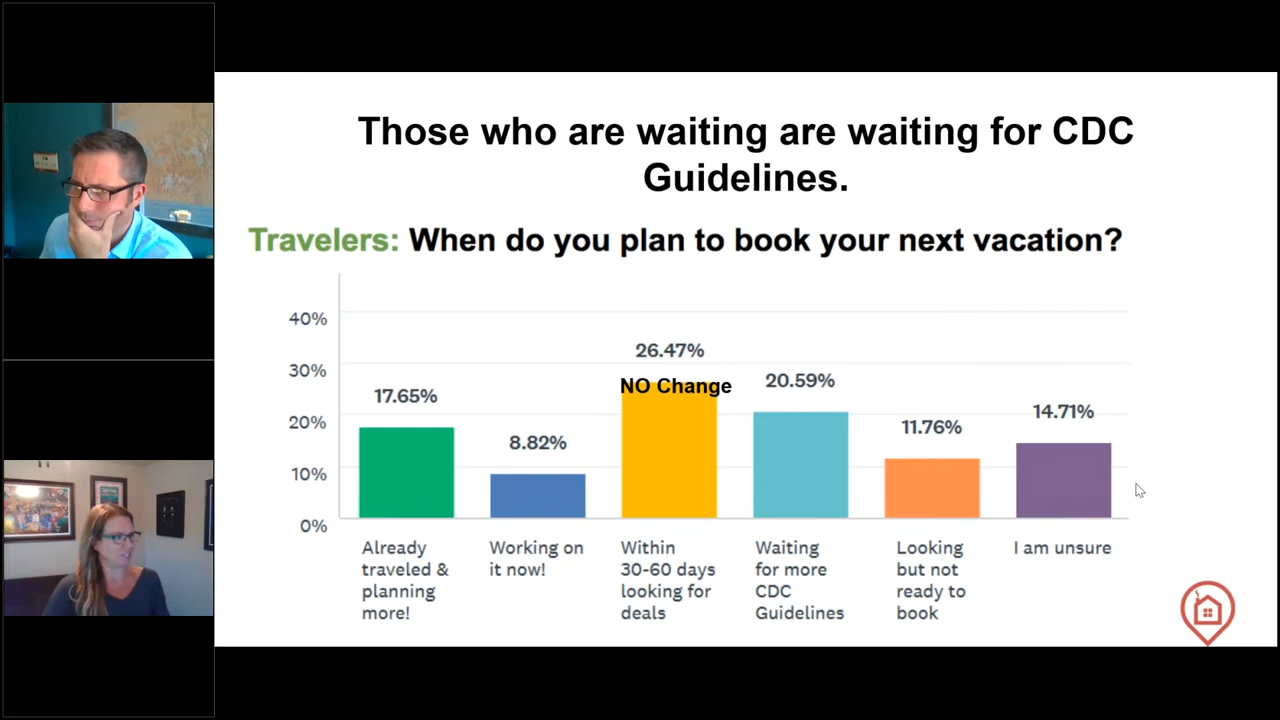 Those who are waiting are waiting for CDC
Guidelines.
Travelers: When do you plan to book your next vacation?
40%
30%
20%
10%
0%
17.65%
8.82%
26.47%
NO Change
20.59%
11.76%
14.71%
Already
traveled &
planning
more!
Working on
it now!
Within
30-60 days
looking for
deals
Waiting
for more
CDC
Guidelines
Looking
but not
ready to
book
I am unsure